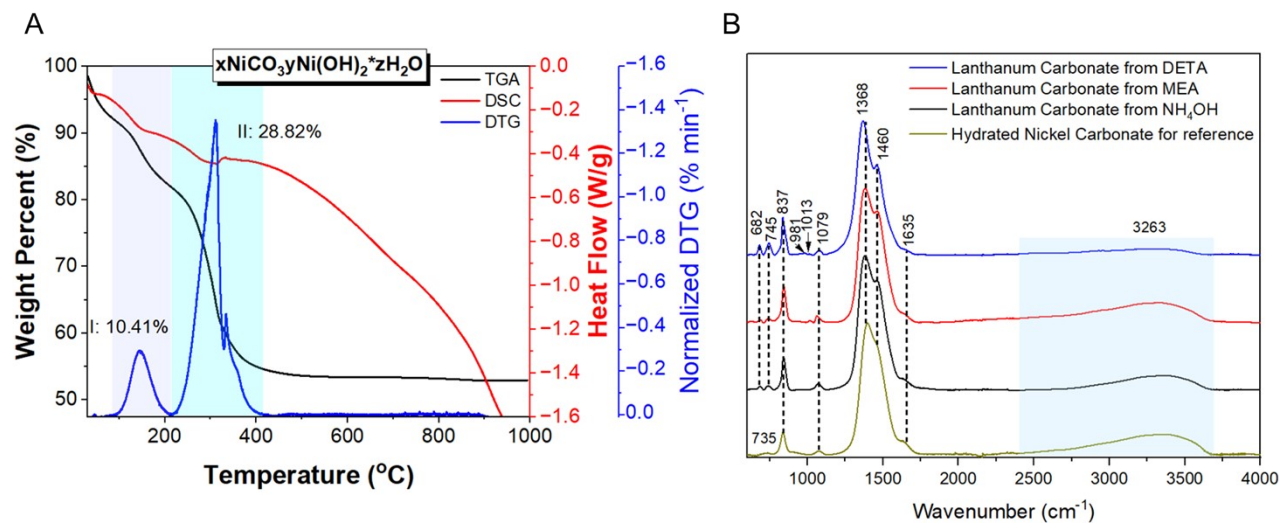 A
xNiCO₃yNi(OH)₂*zH₂O
TGA
DSC
DTG
II: 28.82%
I: 10.41%
100
90
80
70
60
50
Weight Percent (%)
200
400
600
800
1000
Temperature (°C)
0.0
−0.2
−0.4
−0.6
−0.8
−1.0
−1.2
−1.4
−1.6
Heat Flow (W/g)
−1.6
−1.4
−1.2
−1.0
−0.8
−0.6
−0.4
−0.2
0.0
Normalized DTG (% min⁻¹)
B
Lanthanum Carbonate from DETA
Lanthanum Carbonate from MEA
Lanthanum Carbonate from NH₄OH
Hydrated Nickel Carbonate for reference
682
745
837
981
1013
1079
1368
1460
1635
3263
735
1000
1500
2000
2500
3000
3500
4000
Wavenumber (cm⁻¹)